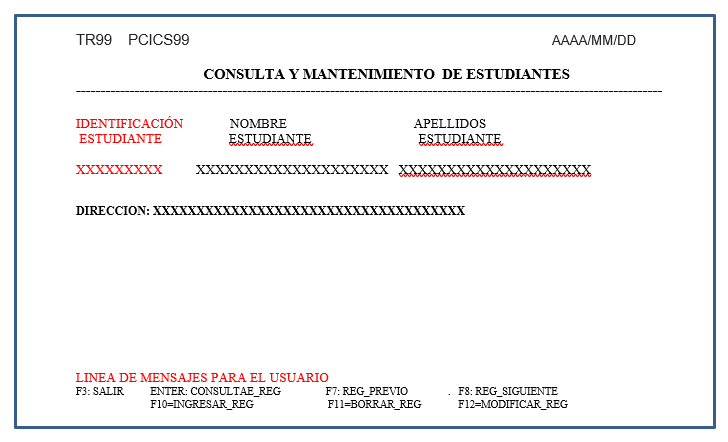 TR99 PCICS99 AAAA/MM/DD
CONSULTA Y MANTENIMIENTO DE ESTUDIANTES
--------------------------------------------------------------------------------------------------------------------
IDENTIFICACIÓN NOMBRE APELLIDOS
ESTUDIANTE ESTUDIANTE ESTUDIANTE
XXXXXXXXX XXXXXXXXXXXXXXXXXXXX XXXXXXXXXXXXXXXXXXXX
DIRECCION: XXXXXXXXXXXXXXXXXXXXXXXXXXXXXXXXXXXX
LINEA DE MENSAJES PARA EL USUARIO
F3: SALIR ENTER: CONSULTAE_REG F7: REG_PREVIO . F8: REG_SIGUIENTE
F10=INGRESAR_REG F11=BORRAR_REG F12=MODIFICAR_REG